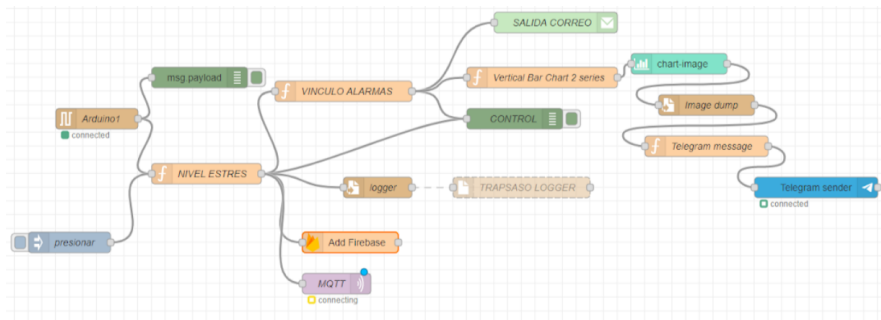 SALIDA CORREO
msg.payload
VINCULO ALARMAS
Vertical Bar Chart 2 series
chart-image
Arduino1
connected
CONTROL
Image dump
NIVEL ESTRES
Telegram message
logger
TRAPSASO LOGGER
Telegram sender
connected
presionar
Add Firebase
MQTT
connecting